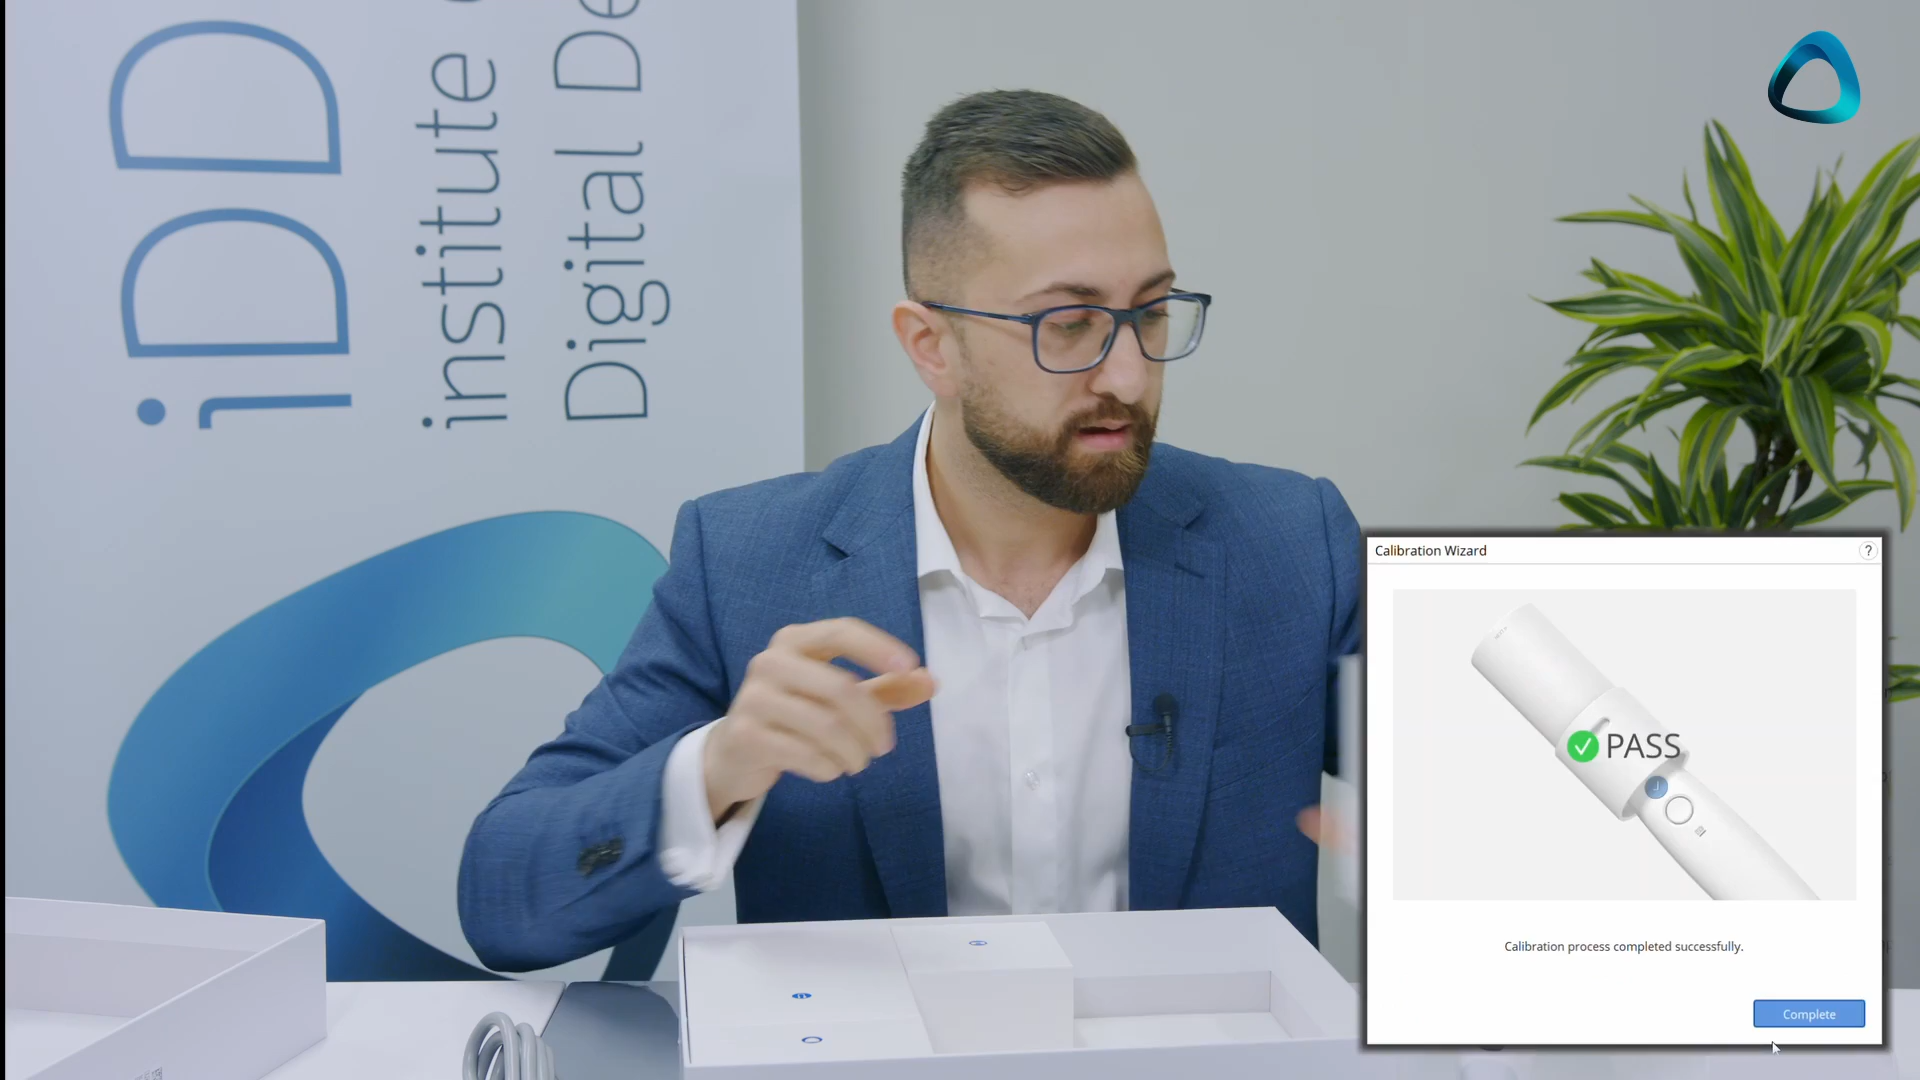 iDD
institute
Digital De
Calibration Wizard
?
PASS
Calibration process completed successfully.
Complete